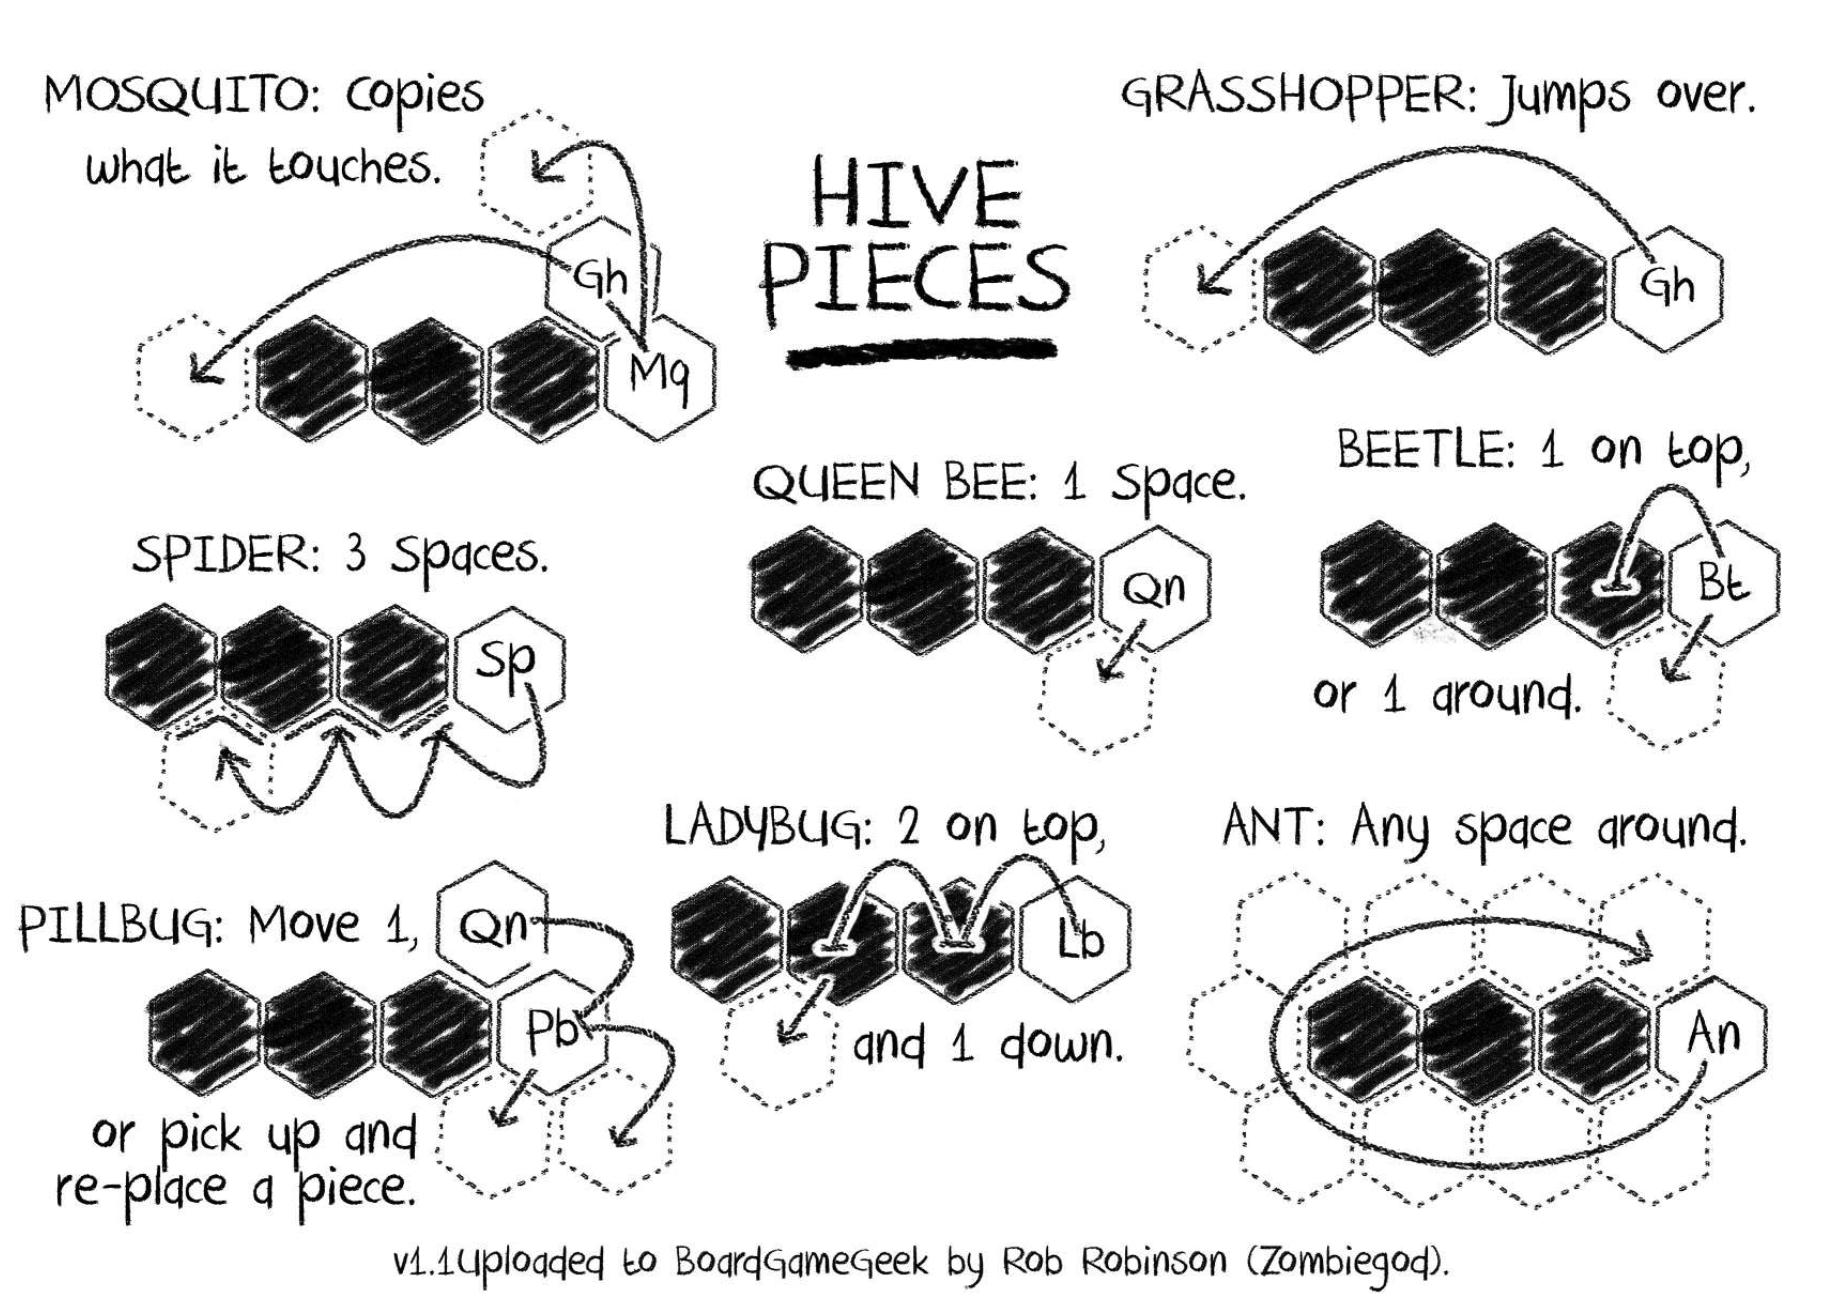 MOSQUITO: Copies
what it touches.
Gh
Mq
HIVE
PIECES
GRASSHOPPER: Jumps over.
Gh
SPIDER: 3 Spaces.
Sp
QUEEN BEE: 1 Space.
Qn
BEETLE: 1 on top,
Bt
or 1 around.
PILLBUG: Move 1,
Qn
Pb
or pick up and
re-place a piece.
LADYBUG: 2 on top,
Lb
and 1 down.
ANT: Any space around.
An
v1.1 Uploaded to BoardGameGeek by Rob Robinson (Zombiegod).